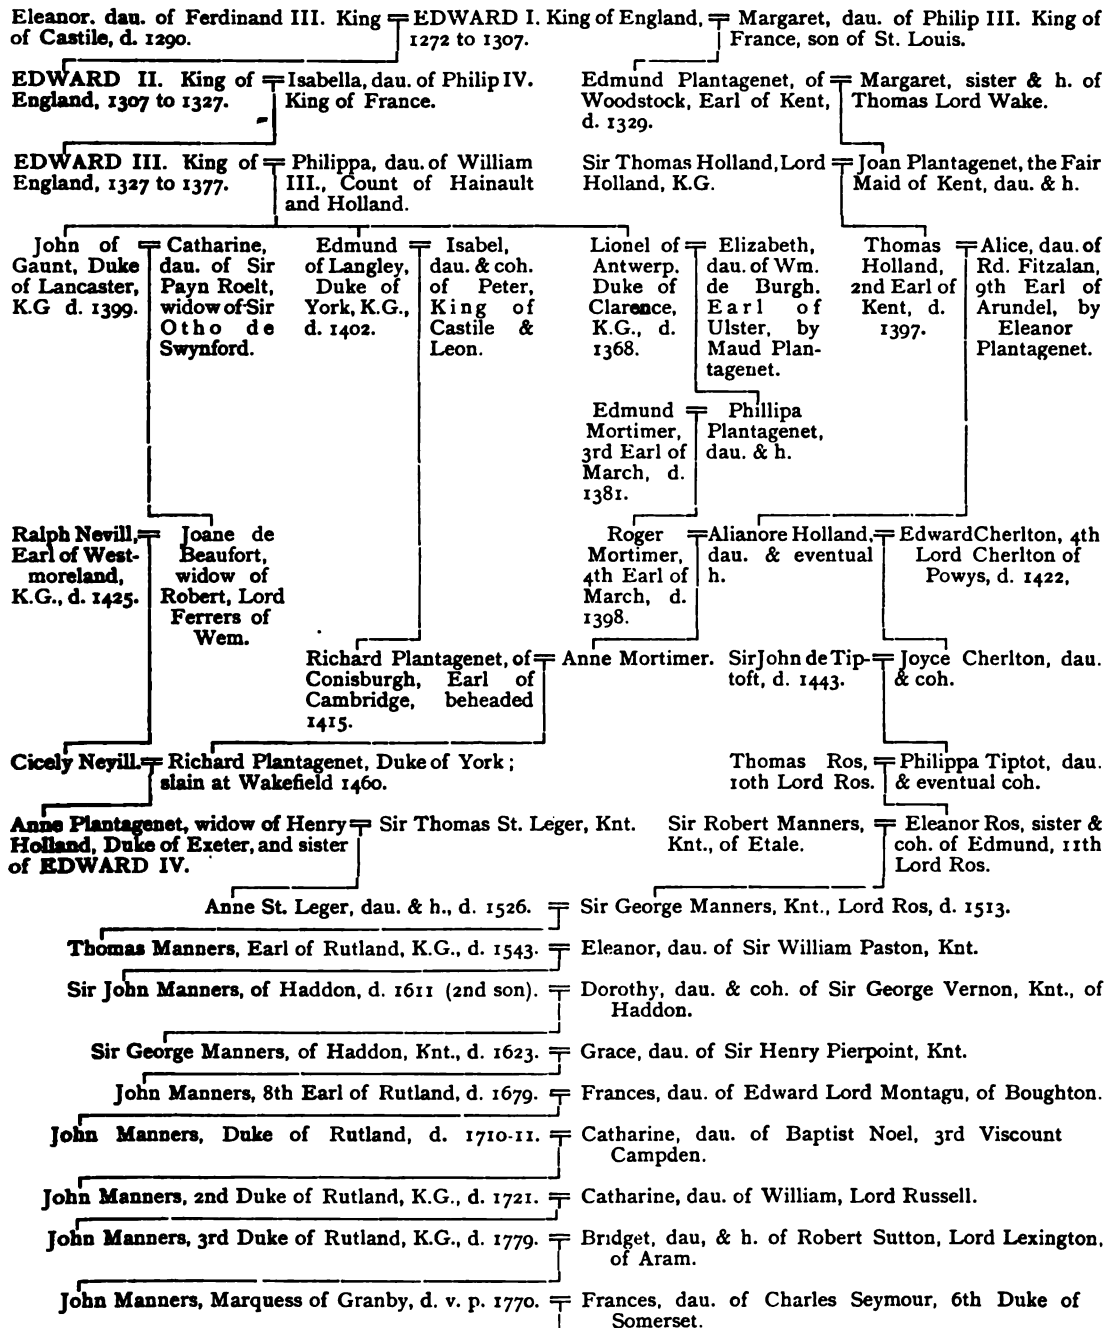 Eleanor. dau. of Ferdinand III. King
of Castile, d. 1290.
EDWARD I. King of England,
1272 to 1307.
Margaret, dau. of Philip III. King of
France, son of St. Louis.
EDWARD II. King of
England, 1307 to 1327.
Isabella, dau. of Philip IV.
King of France.
Edmund Plantagenet, of
Woodstock, Earl of Kent,
d. 1329.
Margaret, sister & h. of
Thomas Lord Wake.
EDWARD III. King of
England, 1327 to 1377.
Philippa, dau. of William
III., Count of Hainault
and Holland.
Sir Thomas Holland, Lord
Holland, K.G.
Joan Plantagenet, the Fair
Maid of Kent, dau. & h.
John of
Gaunt, Duke
of Lancaster,
K.G d. 1399.
Catharine,
dau. of Sir
Payn Roelt,
widow of Sir
Otho de
Swynford.
Edmund
of Langley,
Duke of
York, K.G.,
d. 1402.
Isabel,
dau. & coh.
of Peter,
King of
Castile &
Leon.
Lionel of
Antwerp.
Duke of
Clarence,
K.G., d.
1368.
Elizabeth,
dau. of Wm.
de Burgh.
Earl of
Ulster, by
Maud Plan-
tagenet.
Thomas
Holland,
2nd Earl of
Kent, d.
1397.
Alice, dau. of
Rd. Fitzalan,
9th Earl of
Arundel, by
Eleanor
Plantagenet.
Edmund
Mortimer,
3rd Earl of
March, d.
1381.
Phillipa
Plantagenet,
dau. & h.
Ralph Nevill,
Earl of West-
moreland,
K.G., d. 1425.
Joane de
Beaufort,
widow of
Robert, Lord
Ferrers of
Wem.
Roger
Mortimer,
4th Earl of
March, d.
1398.
Alianore Holland,
dau. & eventual
h.
Edward Cherlton, 4th
Lord Cherlton of
Powys, d. 1422,
Richard Plantagenet, of
Conisburgh, Earl of
Cambridge, beheaded
1415.
Anne Mortimer.
Sir John de Tip-
toft, d. 1443.
Joyce Cherlton, dau.
& coh.
Cicely Nevill.
Richard Plantagenet, Duke of York;
slain at Wakefield 1460.
Thomas Ros,
10th Lord Ros.
Philippa Tiptot, dau.
& eventual coh.
Anne Plantagenet, widow of Henry
Holland, Duke of Exeter, and sister
of EDWARD IV.
Sir Thomas St. Leger, Knt.
Sir Robert Manners,
Knt., of Etale.
Eleanor Ros, sister &
coh. of Edmund, 11th
Lord Ros.
Anne St. Leger, dau. & h., d. 1526.
Sir George Manners, Knt., Lord Ros, d. 1513.
Thomas Manners, Earl of Rutland, K.G., d. 1543.
Eleanor, dau. of Sir William Paston, Knt.
Sir John Manners, of Haddon, d. 1611 (2nd son).
Dorothy, dau. & coh. of Sir George Vernon, Knt., of
Haddon.
Sir George Manners, of Haddon, Knt., d. 1623.
Grace, dau. of Sir Henry Pierpoint, Knt.
John Manners, 8th Earl of Rutland, d. 1679.
Frances, dau. of Edward Lord Montagu, of Boughton.
John Manners, Duke of Rutland, d. 1710-11.
Catharine, dau. of Baptist Noel, 3rd Viscount
Campden.
John Manners, 2nd Duke of Rutland, K.G., d. 1721.
Catharine, dau. of William, Lord Russell.
John Manners, 3rd Duke of Rutland, K.G., d. 1779.
Bridget, dau, & h. of Robert Sutton, Lord Lexington,
of Aram.
John Manners, Marquess of Granby, d. v. p. 1770.
Frances, dau. of Charles Seymour, 6th Duke of
Somerset.